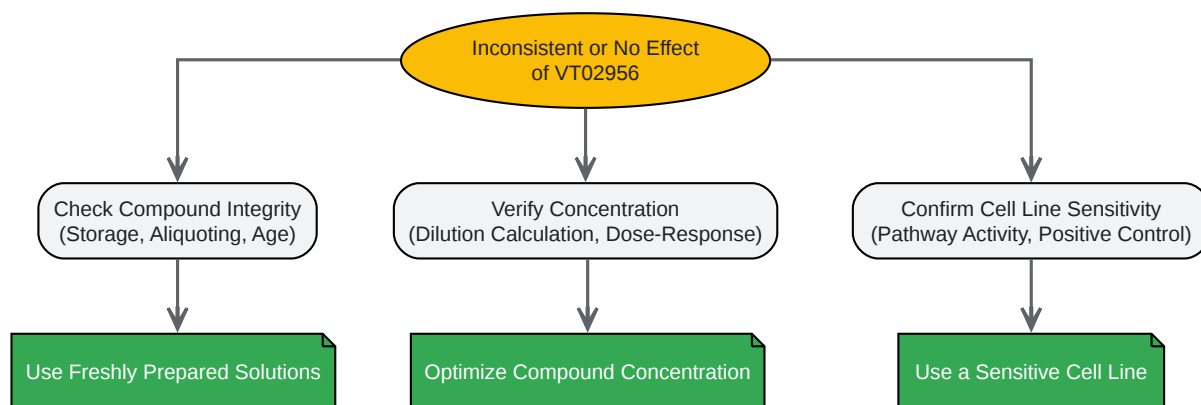 Inconsistent or No Effect
of VT02956
Check Compound Integrity
(Storage, Aliquoting, Age)
Verify Concentration
(Dilution Calculation, Dose-Response)
Confirm Cell Line Sensitivity
(Pathway Activity, Positive Control)
Use Freshly Prepared Solutions
Optimize Compound Concentration
Use a Sensitive Cell Line